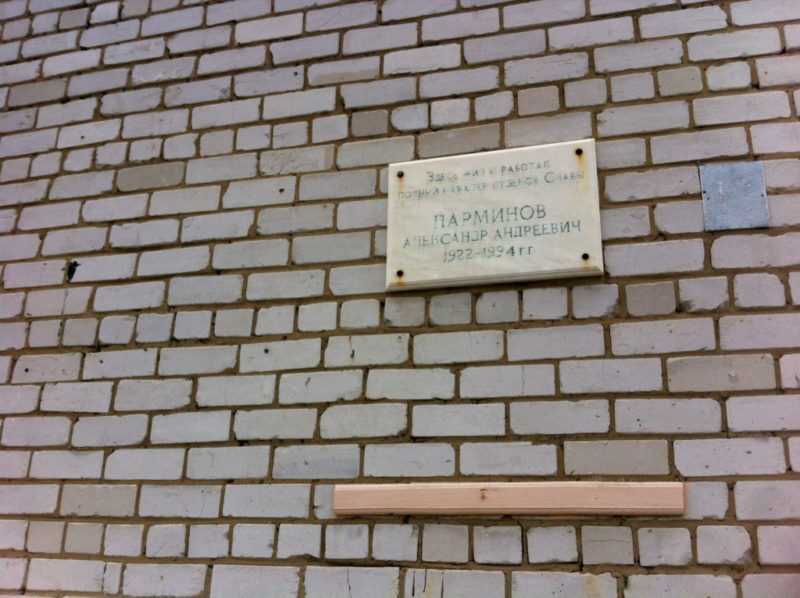 Здесь жил и работал
полный кавалер орденов Славы
ПАРМИНОВ
АЛЕКСАНДР АНДРЕЕВИЧ
1922-1994 гг.